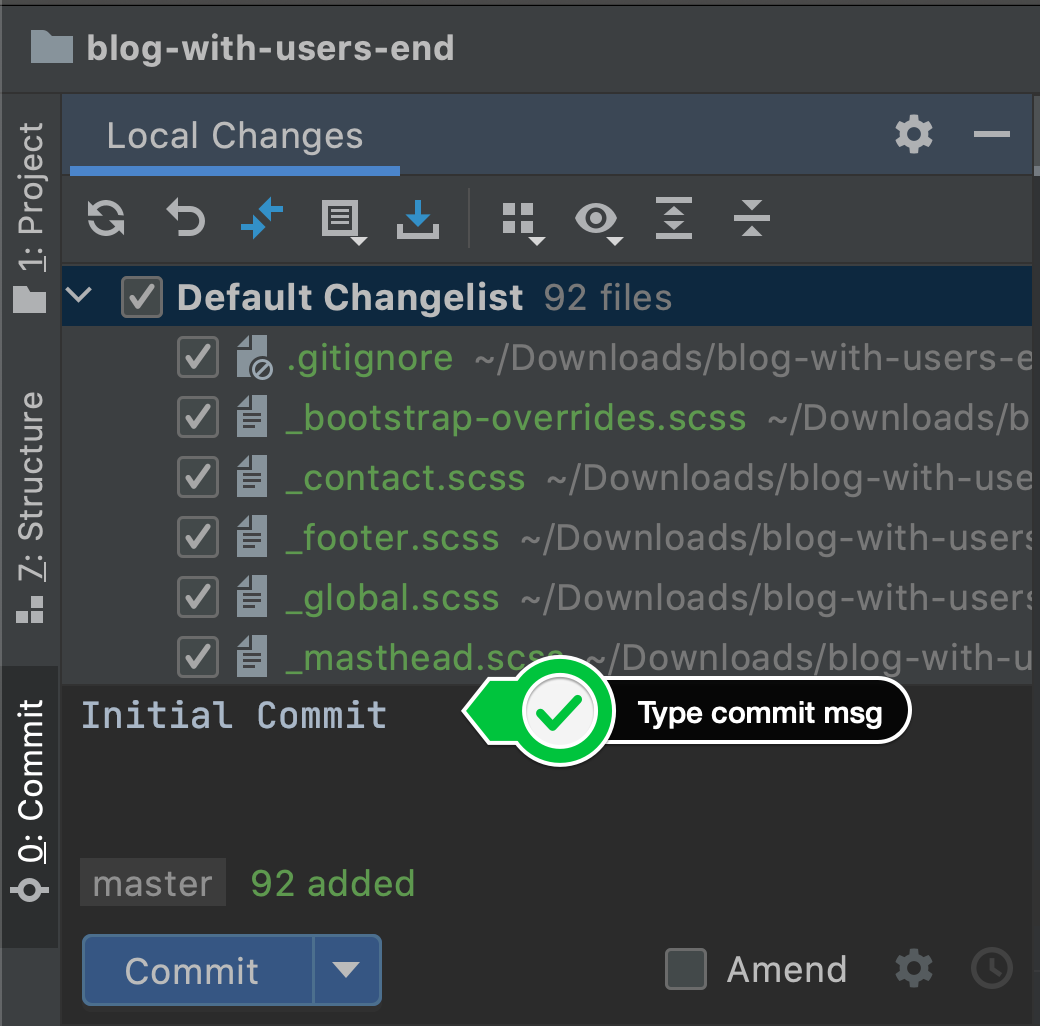 blog-with-users-end
Local Changes
1: Project
7: Structure
0: Commit
Default Changelist 92 files
.gitignore ~/Downloads/blog-with-users-e
_bootstrap-overrides.scss ~/Downloads/b
_contact.scss ~/Downloads/blog-with-use
_footer.scss ~/Downloads/blog-with-users
_global.scss ~/Downloads/blog-with-users
_masthead.scss ~/Downloads/blog-with-u
Initial Commit
Type commit msg
master 92 added
Commit
Amend